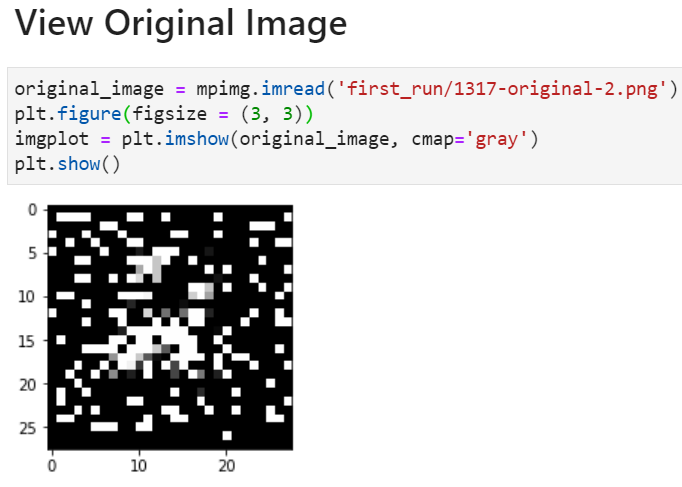 View Original Image
original_image = mpimg.imread('first_run/1317-original-2.png')
plt.figure(figsize = (3, 3))
imgplot = plt.imshow(original_image, cmap='gray')
plt.show()
0
5
10
15
20
25
0 10 20